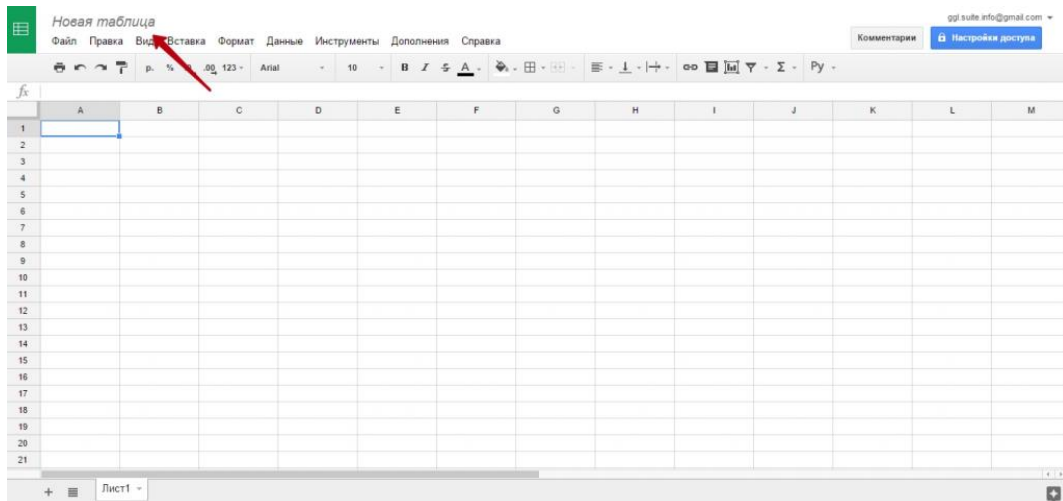 Новая таблица
ggl.suite.info@gmail.com
Файл Правка Вид Вставка Формат Данные Инструменты Дополнения Справка
Комментарии
Настройки доступа
р. % .00 123 Arial 10 B I S A Σ Ру
fx
A B C D E F G H I J K L M
1
2
3
4
5
6
7
8
9
10
11
12
13
14
15
16
17
18
19
20
21
+ Лист1